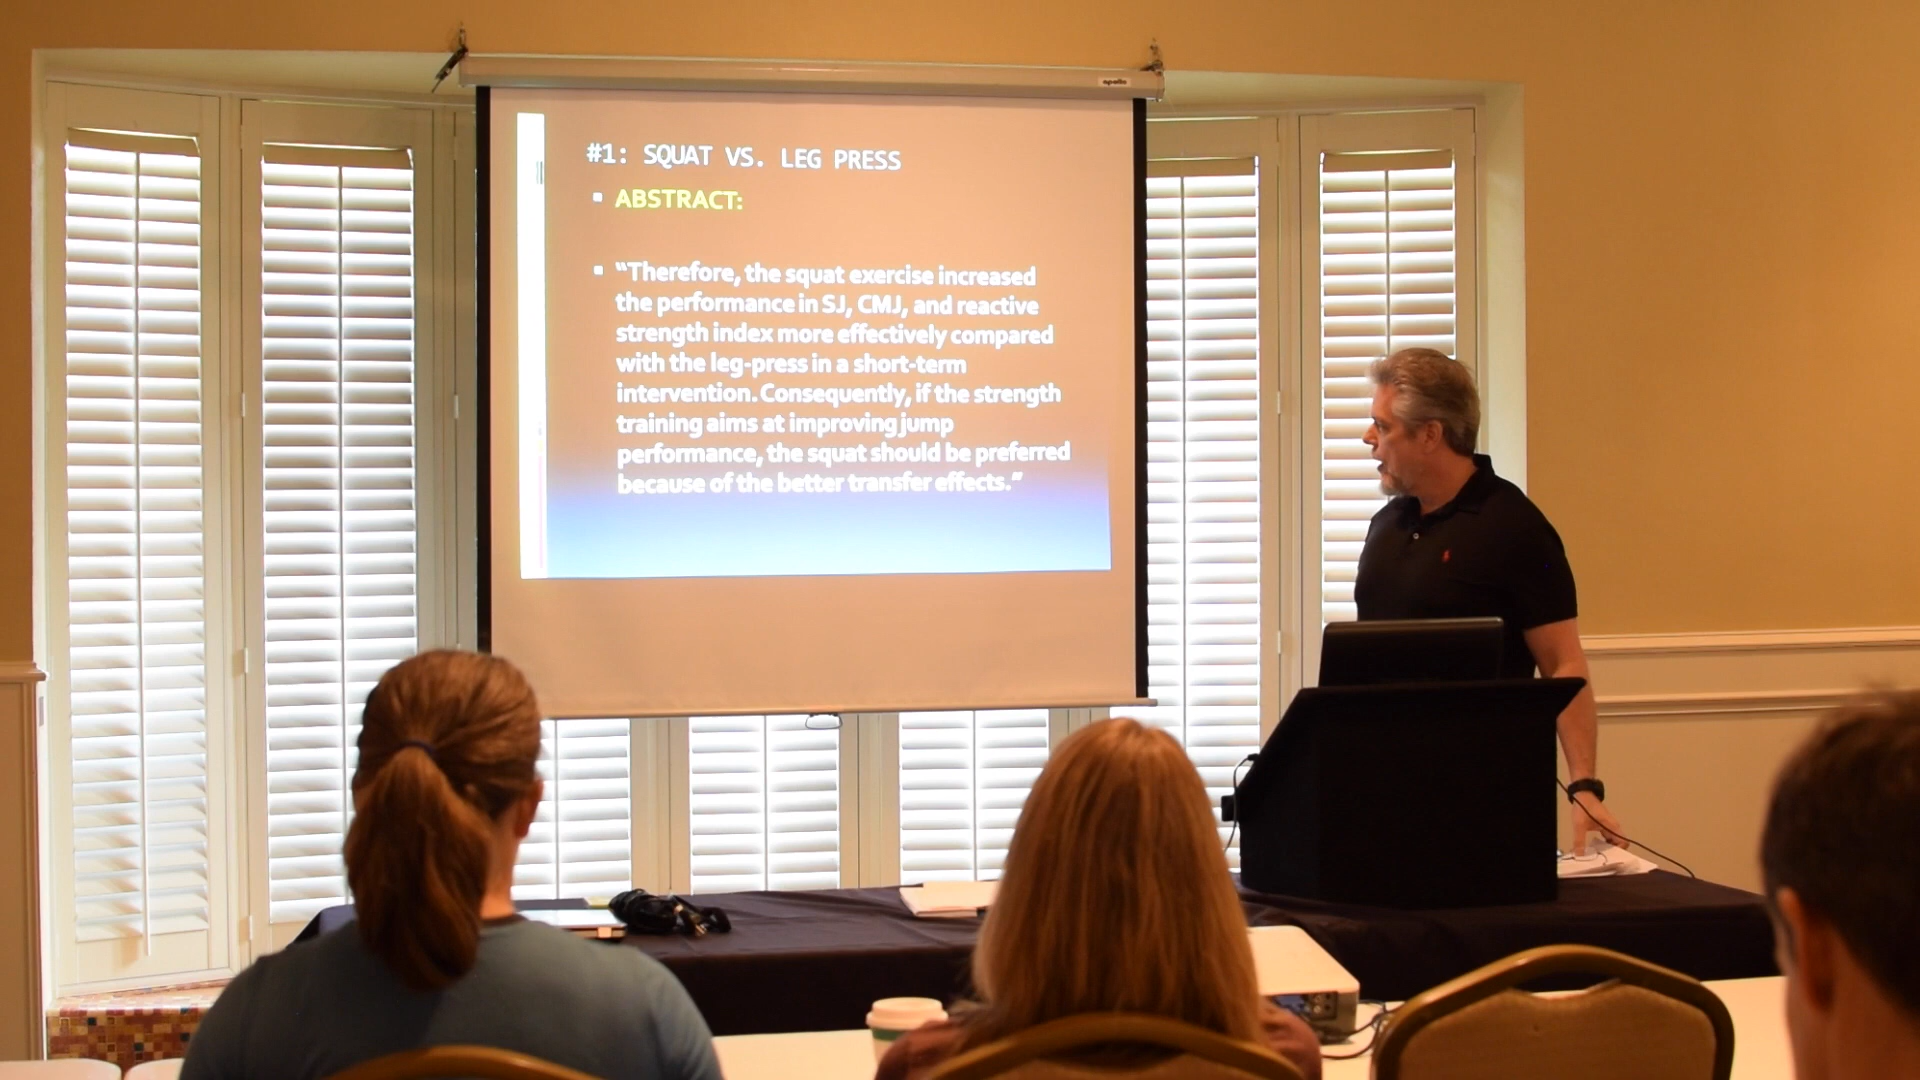 apollo
#1: SQUAT VS. LEG PRESS
▪ ABSTRACT:
▪ “Therefore, the squat exercise increased
the performance in SJ, CMJ, and reactive
strength index more effectively compared
with the leg-press in a short-term
intervention. Consequently, if the strength
training aims at improving jump
performance, the squat should be preferred
because of the better transfer effects.”